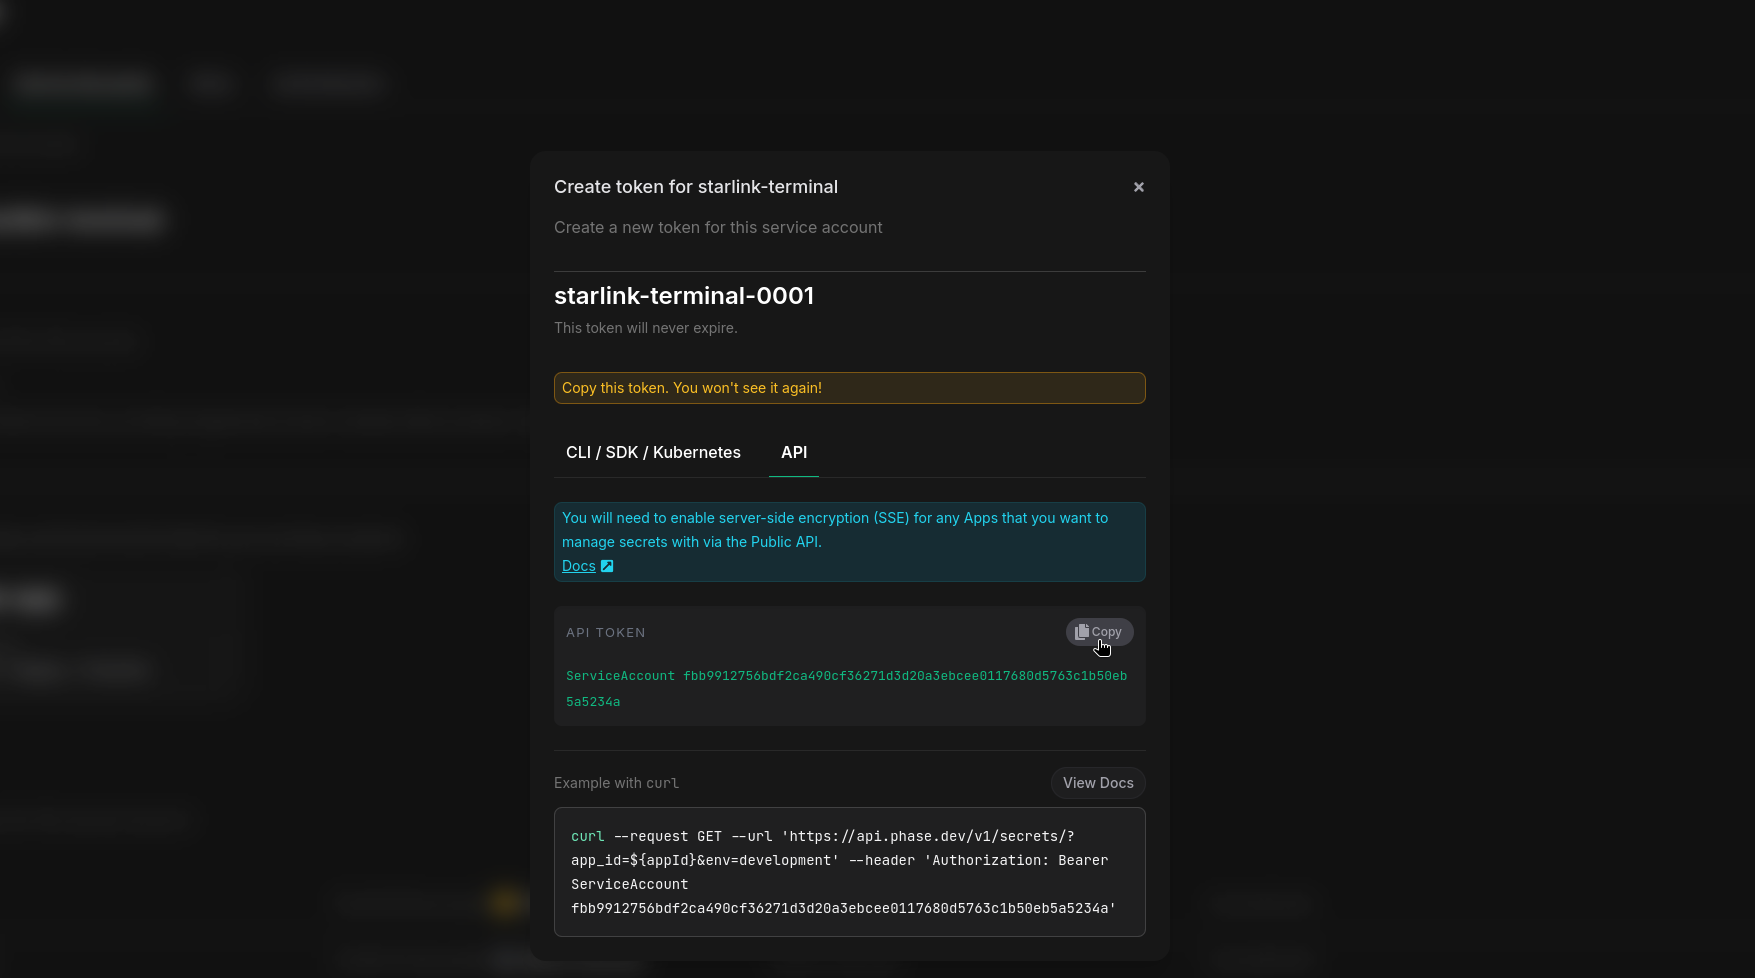 Create token for starlink-terminal
Create a new token for this service account
starlink-terminal-0001
This token will never expire.
Copy this token. You won't see it again!
CLI / SDK / Kubernetes
API
You will need to enable server-side encryption (SSE) for any Apps that you want to
manage secrets with via the Public API.
Docs
API TOKEN
Copy
ServiceAccount fbb9912756bdf2ca490cf36271d3d20a3ebcee0117680d5763c1b50eb
5a5234a
Example with curl
View Docs
curl --request GET --url 'https://api.phase.dev/v1/secrets/?
app_id=${appId}&env=development' --header 'Authorization: Bearer
ServiceAccount
fbb9912756bdf2ca490cf36271d3d20a3ebcee0117680d5763c1b50eb5a5234a'